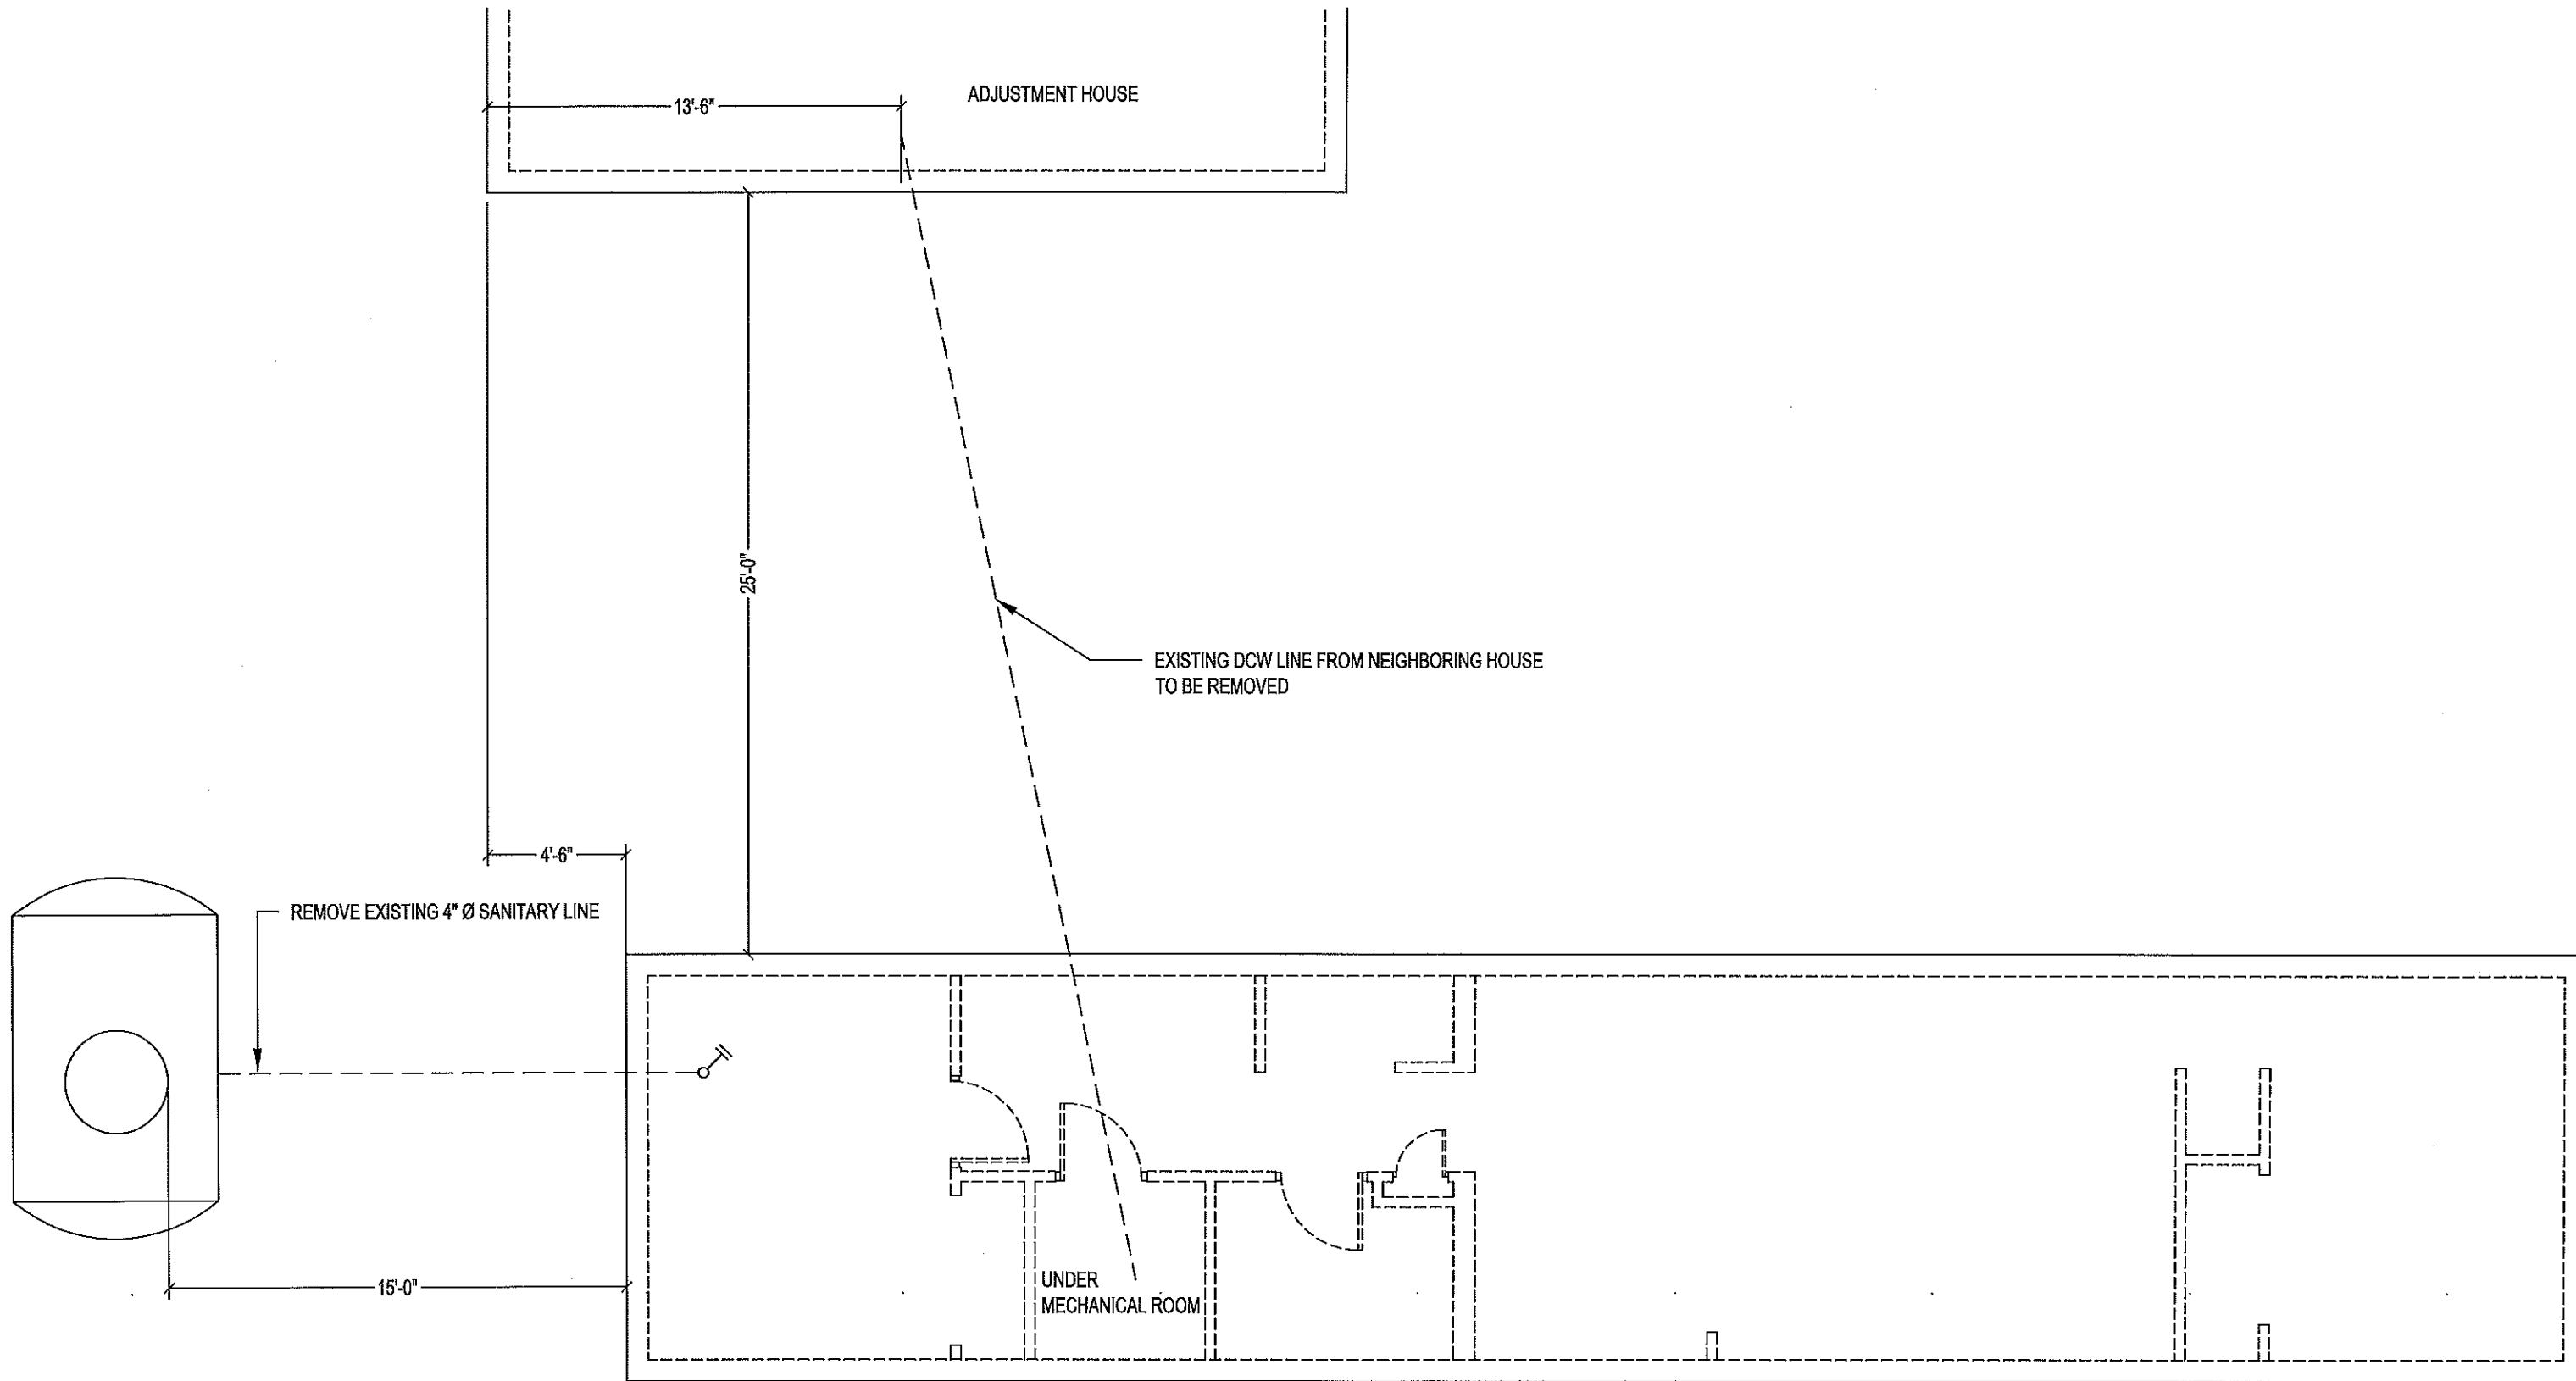 ADJUSTMENT HOUSE
13'-6"
25'-0"
EXISTING DCW LINE FROM NEIGHBORING HOUSE
TO BE REMOVED
4'-6"
REMOVE EXISTING 4" Ø SANITARY LINE
15'-0"
UNDER
MECHANICAL ROOM